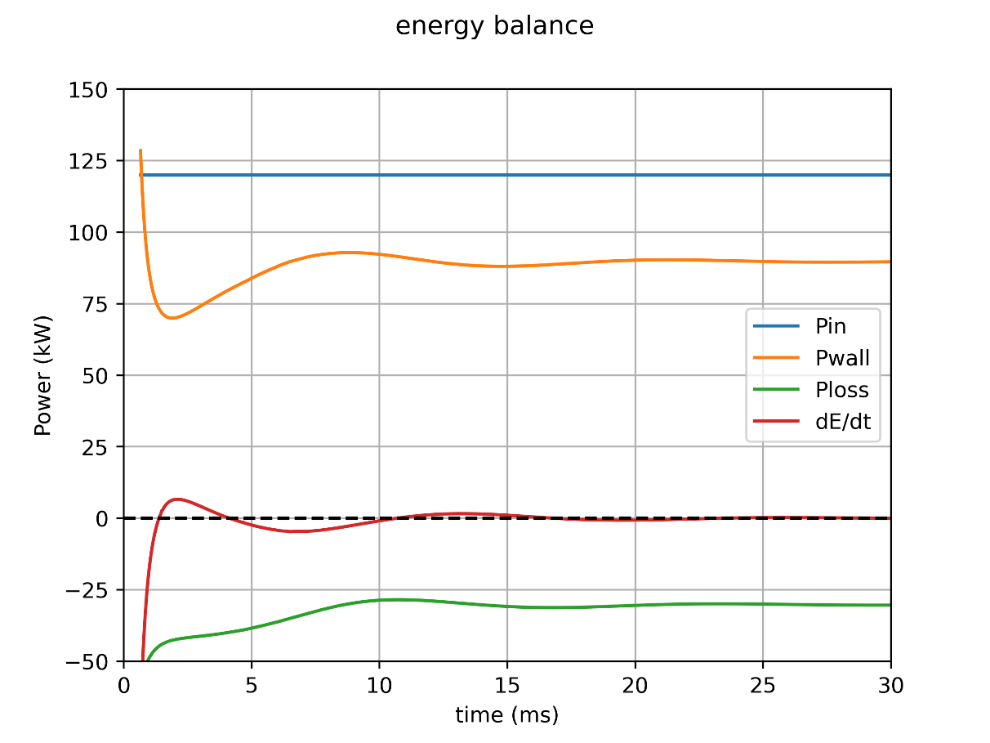 energy balance
150
125
100
75
50
25
0
−25
−50
Power (kW)
Pin
Pwall
Ploss
dE/dt
0 5 10 15 20 25 30
time (ms)